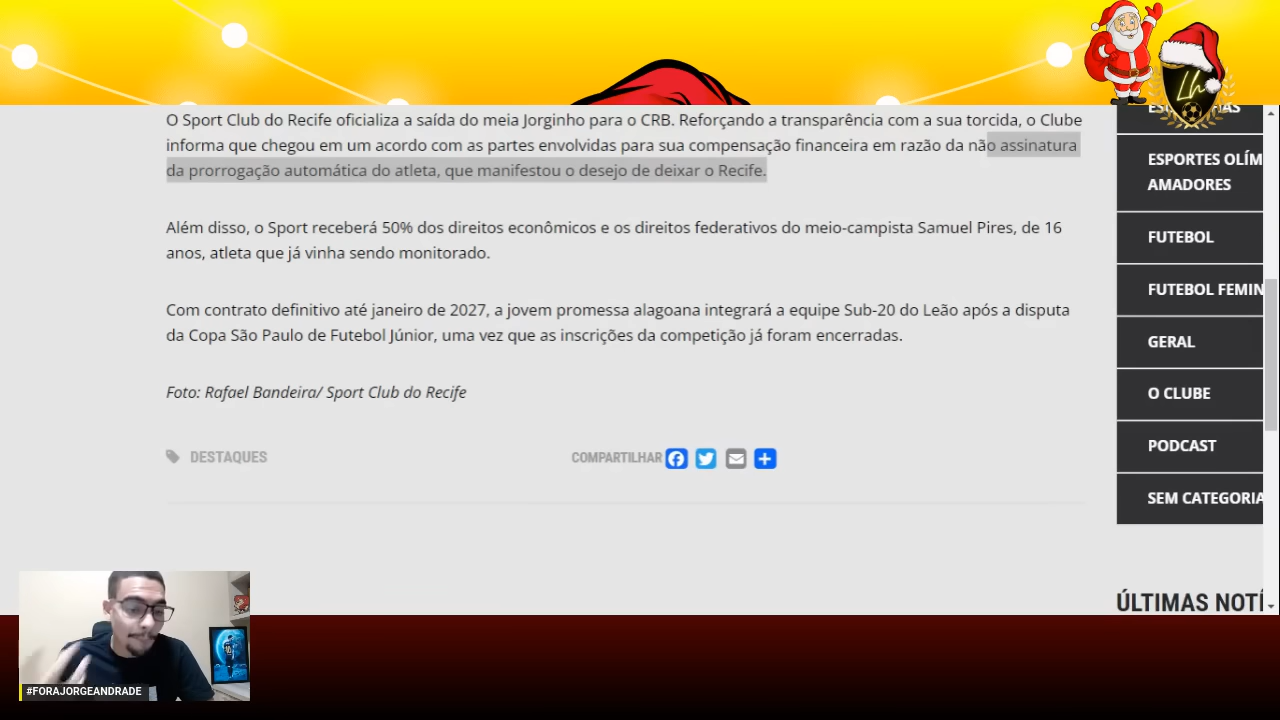 O Sport Club do Recife oficializa a saída do meia Jorginho para o CRB. Reforçando a transparência com a sua torcida, o Clube
informa que chegou em um acordo com as partes envolvidas para sua compensação financeira em razão da não assinatura
da prorrogação automática do atleta, que manifestou o desejo de deixar o Recife.
Além disso, o Sport receberá 50% dos direitos econômicos e os direitos federativos do meio-campista Samuel Pires, de 16
anos, atleta que já vinha sendo monitorado.
Com contrato definitivo até janeiro de 2027, a jovem promessa alagoana integrará a equipe Sub-20 do Leão após a disputa
da Copa São Paulo de Futebol Júnior, uma vez que as inscrições da competição já foram encerradas.
Foto: Rafael Bandeira/ Sport Club do Recife
DESTAQUES
COMPARTILHAR
Lh
ESPORTES OLÍM
AMADORES
FUTEBOL
FUTEBOL FEMIN
GERAL
O CLUBE
PODCAST
SEM CATEGORIA
ÚLTIMAS NOTÍ
#FORAJORGEANDRADE